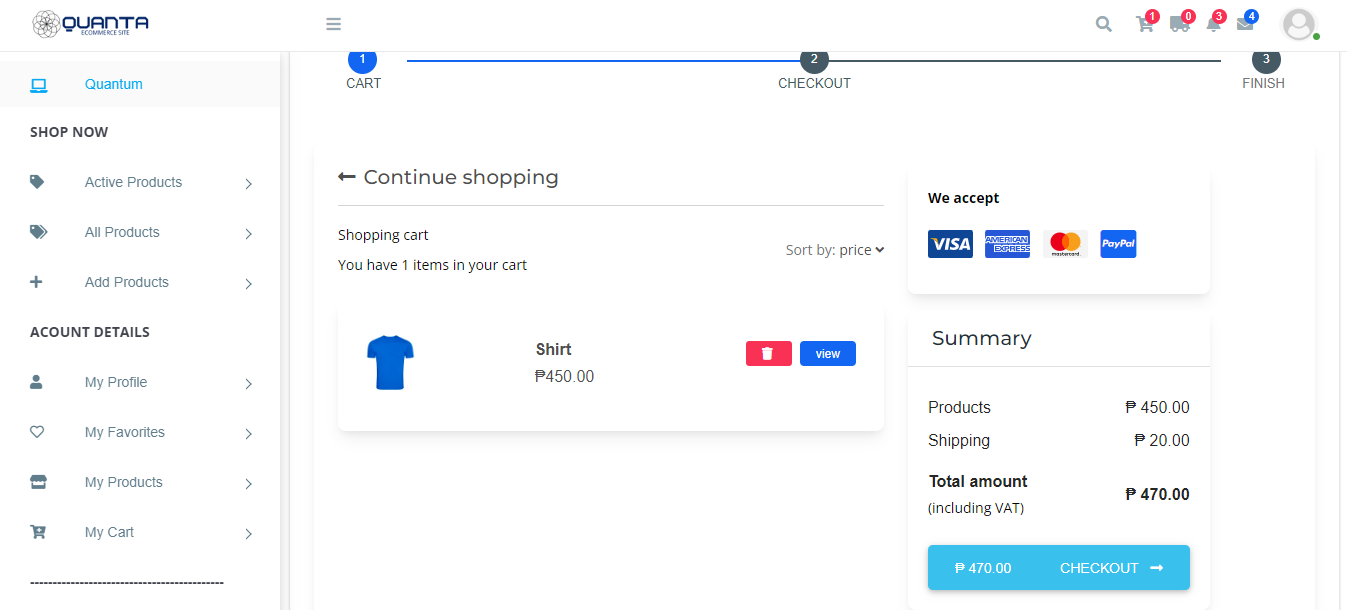 QUANTA
ECOMMERCE SITE
1
0
3
4
Quantum
SHOP NOW
Active Products
All Products
Add Products
ACOUNT DETAILS
My Profile
My Favorites
My Products
My Cart
--------------------------------------------
1
CART
2
CHECKOUT
3
FINISH
Continue shopping
Shopping cart
You have 1 items in your cart
Sort by: price
Shirt
₱450.00
view
We accept
VISA
AMERICAN EXPRESS
mastercard.
PayPal
Summary
Products ₱ 450.00
Shipping ₱ 20.00
Total amount
(including VAT)
₱ 470.00
₱ 470.00 CHECKOUT